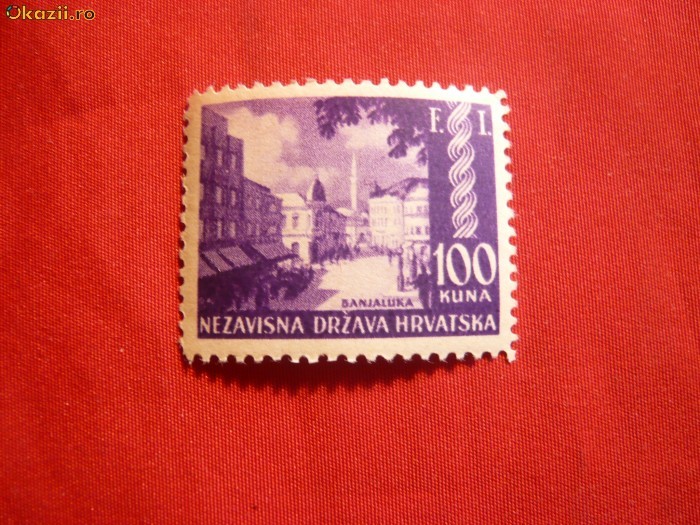 Okazii.ro
F. I.
100
KUNA
BANJALUKA
NEZAVISNA DRŽAVA HRVATSKA